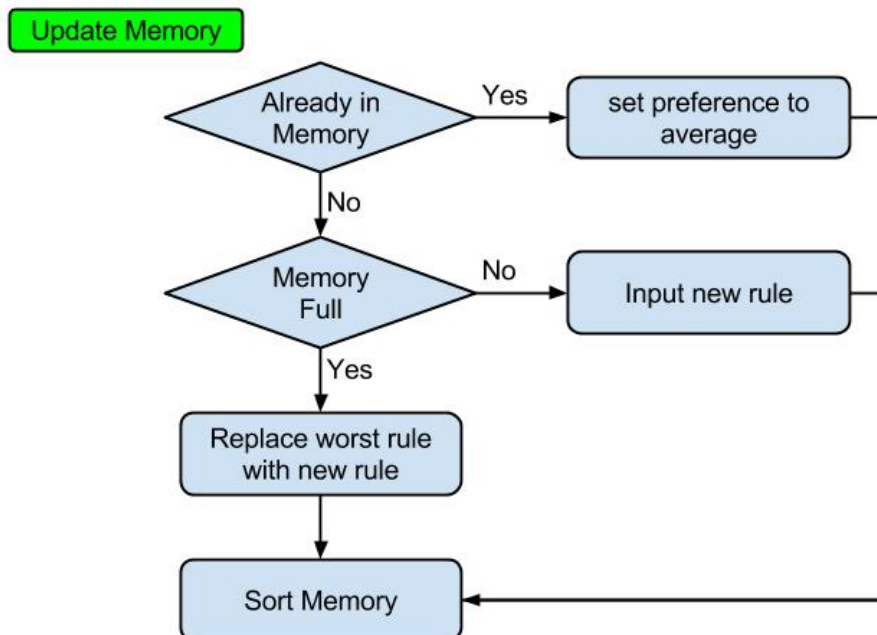 Update Memory
Already in
Memory
Yes
set preference to
average
No
Memory
Full
No
Input new rule
Yes
Replace worst rule
with new rule
Sort Memory